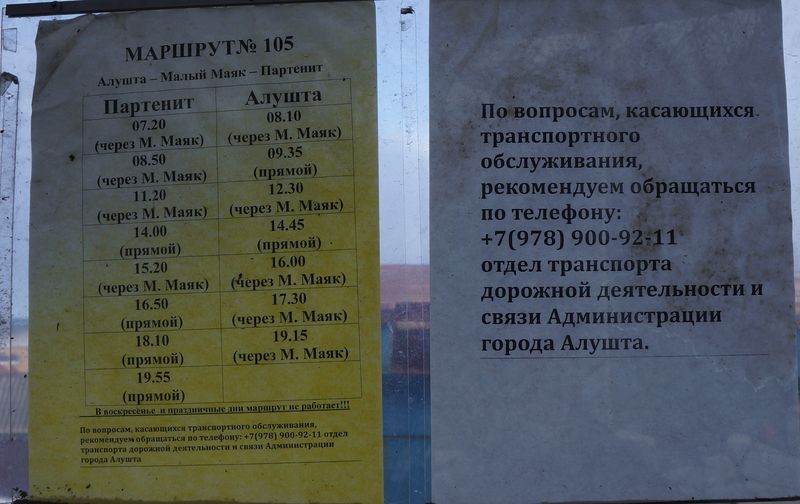 МАРШРУТ№ 105
Алушта – Малый Маяк – Партенит
Партенит Алушта
07.20 08.10
(через М. Маяк) (через М. Маяк)
08.50 09.35
(через М. Маяк) (прямой)
11.20 12.30
(через М. Маяк) (через М. Маяк)
14.00 14.45
(прямой) (прямой)
15.20 16.00
(через М. Маяк) (через М. Маяк)
16.50 17.30
(прямой) (через М. Маяк)
18.10 19.15
(прямой) (через М. Маяк)
19.55
(прямой)
В воскресенье и праздничные дни маршрут не работает!!!
По вопросам, касающихся транспортного обслуживания,
рекомендуем обращаться по телефону: +7(978) 900-92-11 отдел
транспорта дорожной деятельности и связи Администрации
города Алушта
По вопросам, касающихся
транспортного
обслуживания,
рекомендуем обращаться
по телефону:
+7(978) 900-92-11
отдел транспорта
дорожной деятельности и
связи Администрации
города Алушта.